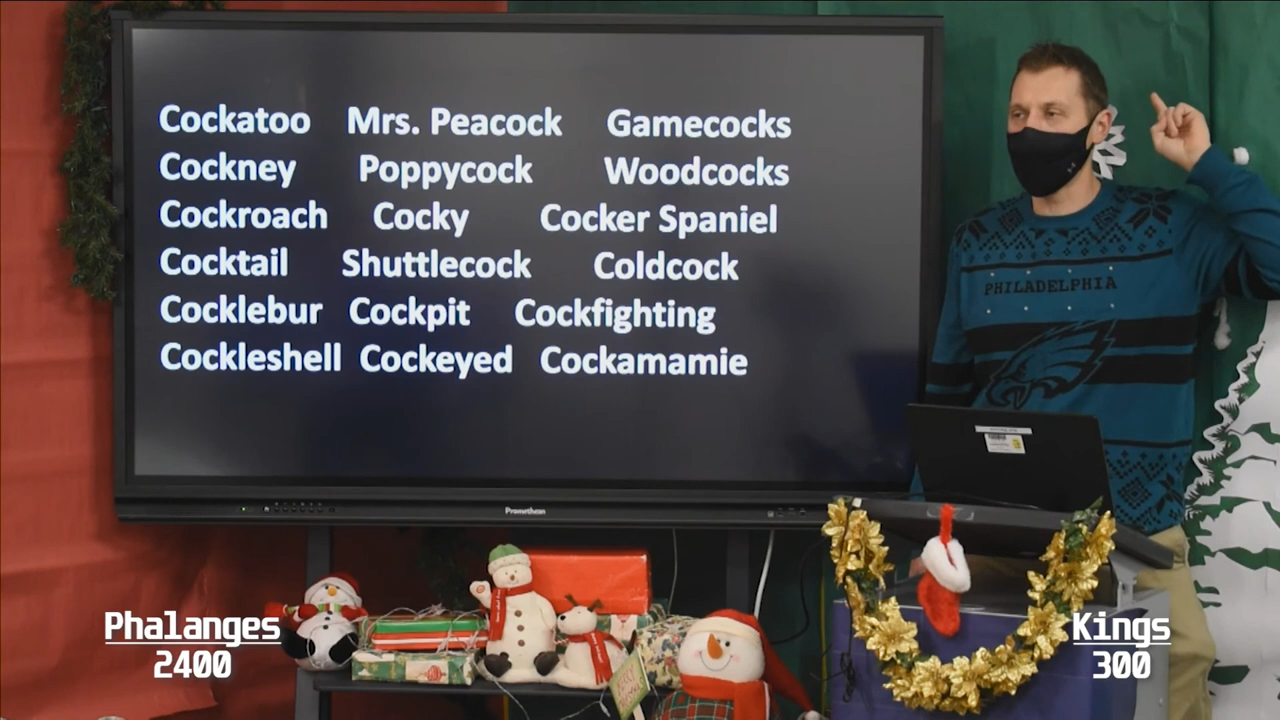 Cockatoo Mrs. Peacock Gamecocks
Cockney Poppycock Woodcocks
Cockroach Cocky Cocker Spaniel
Cocktail Shuttlecock Coldcock
Cocklebur Cockpit Cockfighting
Cockleshell Cockeyed Cockamamie
PHILADELPHIA
Promethean
Phalanges
2400
Kings
300